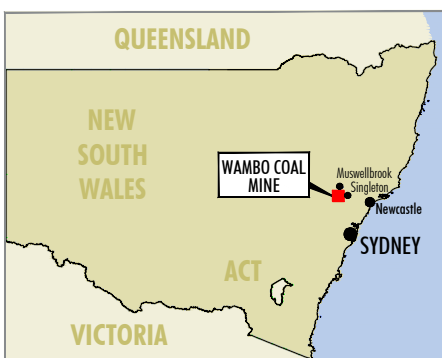 QUEENSLAND
NEW
SOUTH
WALES
WAMBO COAL
MINE
Muswellbrook
Singleton
Newcastle
SYDNEY
ACT
VICTORIA